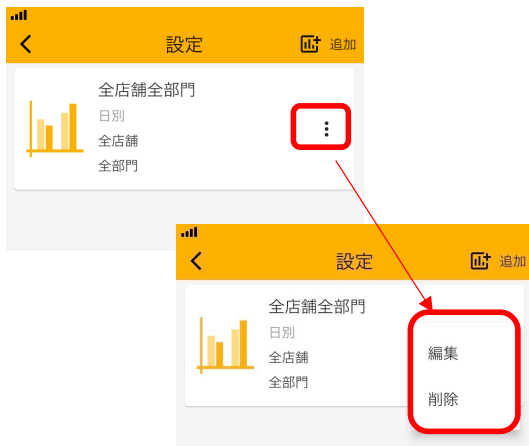 設定
追加
全店舗全部門
日別
全店舗
全部門
設定
追加
全店舗全部門
日別
全店舗
全部門
編集
削除